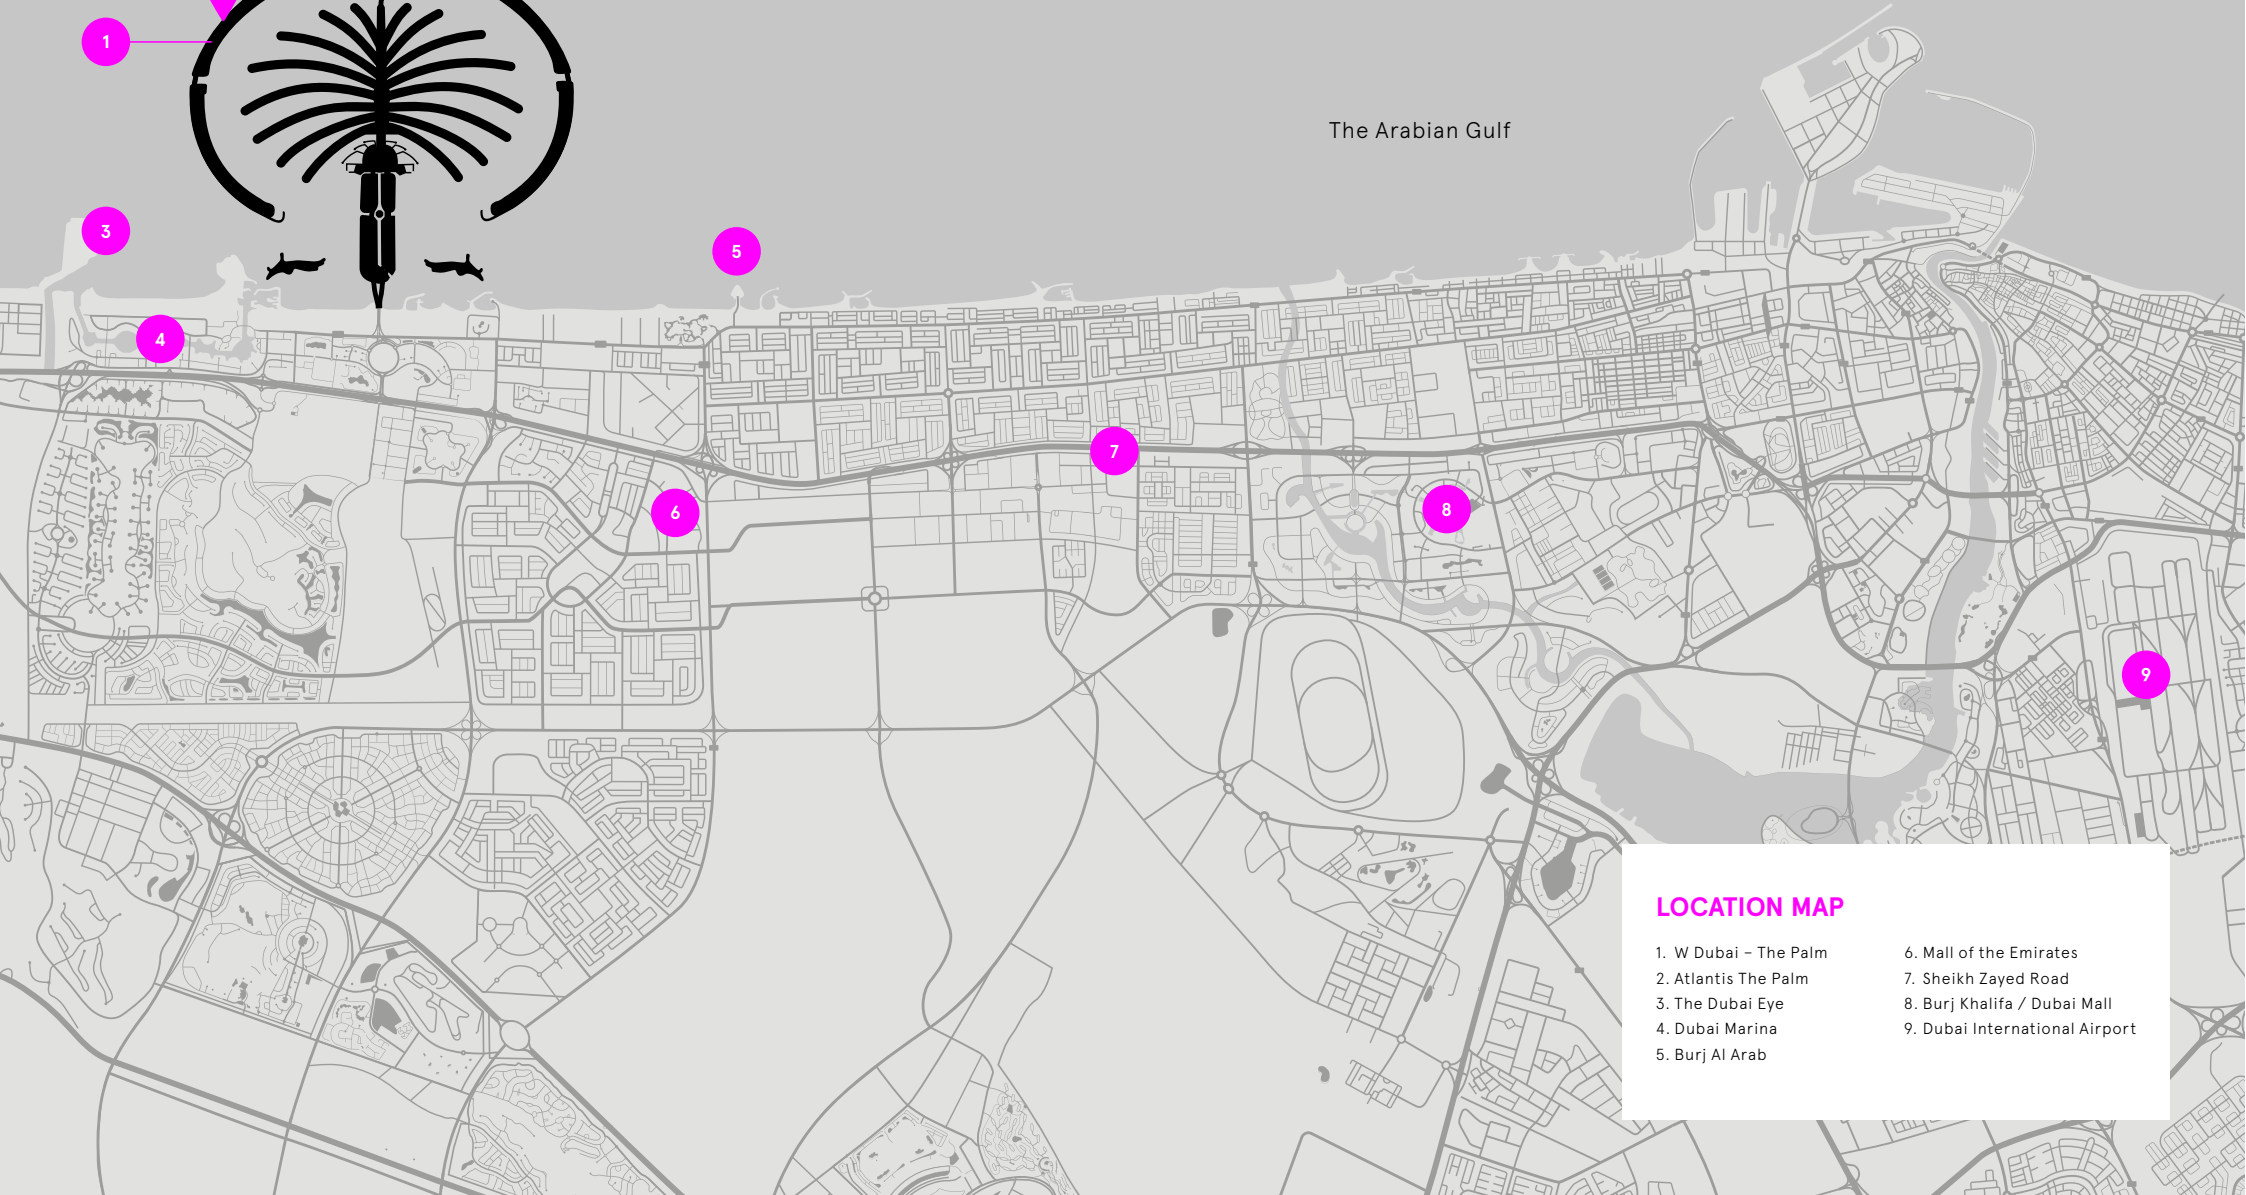 1
The Arabian Gulf
3
5
4
7
6
8
9
LOCATION MAP
1. W Dubai – The Palm
2. Atlantis The Palm
3. The Dubai Eye
4. Dubai Marina
5. Burj Al Arab
6. Mall of the Emirates
7. Sheikh Zayed Road
8. Burj Khalifa / Dubai Mall
9. Dubai International Airport